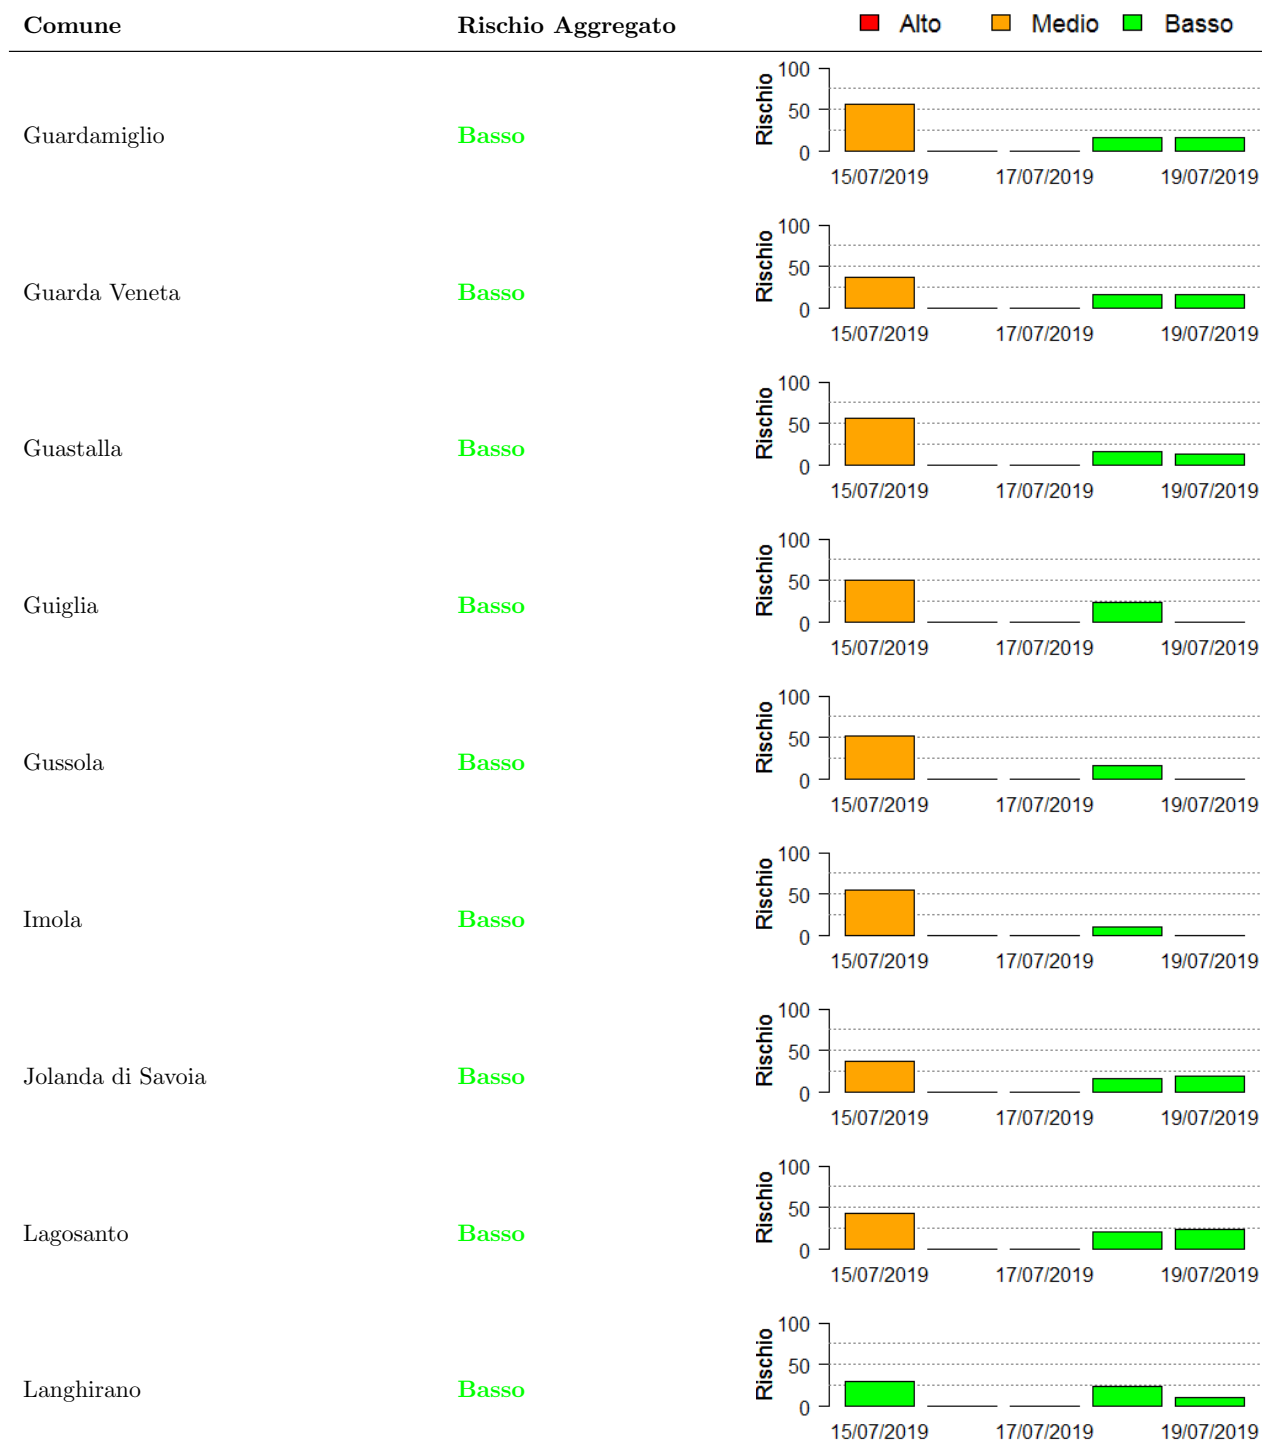 Comune Rischio Aggregato Alto Medio Basso
Guardamiglio Basso Rischio 100 50 0
15/07/2019 17/07/2019 19/07/2019
Guarda Veneta Basso Rischio 100 50 0
15/07/2019 17/07/2019 19/07/2019
Guastalla Basso Rischio 100 50 0
15/07/2019 17/07/2019 19/07/2019
Guiglia Basso Rischio 100 50 0
15/07/2019 17/07/2019 19/07/2019
Gussola Basso Rischio 100 50 0
15/07/2019 17/07/2019 19/07/2019
Imola Basso Rischio 100 50 0
15/07/2019 17/07/2019 19/07/2019
Jolanda di Savoia Basso Rischio 100 50 0
15/07/2019 17/07/2019 19/07/2019
Lagosanto Basso Rischio 100 50 0
15/07/2019 17/07/2019 19/07/2019
Langhirano Basso Rischio 100 50 0
15/07/2019 17/07/2019 19/07/2019